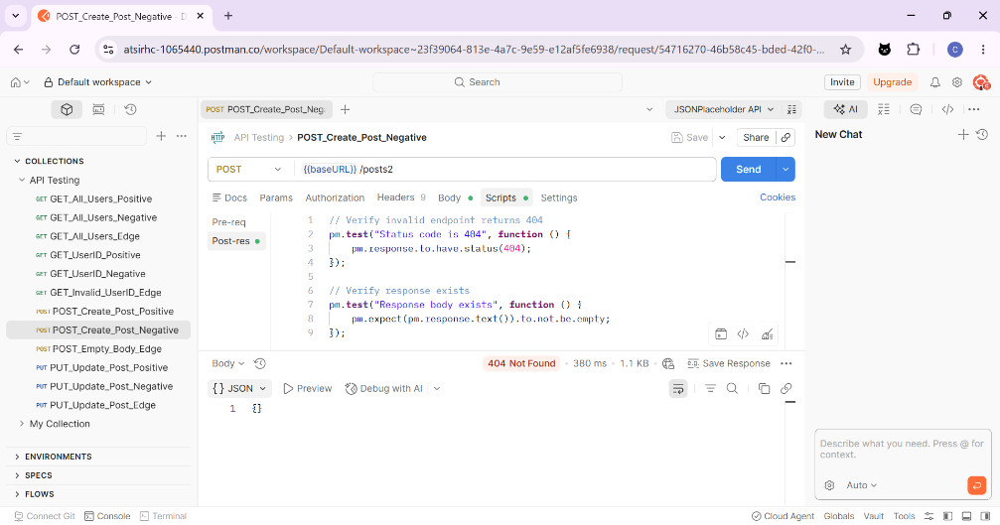 POST_Create_Post_Negative - D
atsirhc-1065440.postman.co/workspace/Default-workspace~23f39064-813e-4a7c-9e59-e12af5fe6938/request/54716270-46b58c45-bded-42f0-...
C
Default workspace
Search
Invite
Upgrade
POST POST_Create_Post_Neg
JSONPlaceholder API
AI
HTTP API Testing > POST_Create_Post_Negative
Save
Share
New Chat
COLLECTIONS
API Testing
GET GET_All_Users_Positive
GET GET_All_Users_Negative
GET GET_All_Users_Edge
GET GET_UserID_Positive
GET GET_UserID_Negative
GET GET_Invalid_UserID_Edge
POST POST_Create_Post_Positive
POST POST_Create_Post_Negative
POST POST_Empty_Body_Edge
PUT PUT_Update_Post_Positive
PUT PUT_Update_Post_Negative
PUT PUT_Update_Post_Edge
My Collection
ENVIRONMENTS
SPECS
FLOWS
POST
{{baseURL}} /posts2
Send
Docs Params Authorization Headers 9 Body Scripts Settings
Cookies
Pre-req
Post-res
1 // Verify invalid endpoint returns 404
2 pm.test("Status code is 404", function () {
3 pm.response.to.have.status(404);
4 });
5
6 // Verify response exists
7 pm.test("Response body exists", function () {
8 pm.expect(pm.response.text()).to.not.be.empty;
9 });
Body
404 Not Found 380 ms 1.1 KB
e.g. Save Response
{} JSON
Preview
Debug with AI
1 {}
Describe what you need. Press @ for
context.
Auto
Connect Git Console Terminal
Cloud Agent Globals Vault Tools